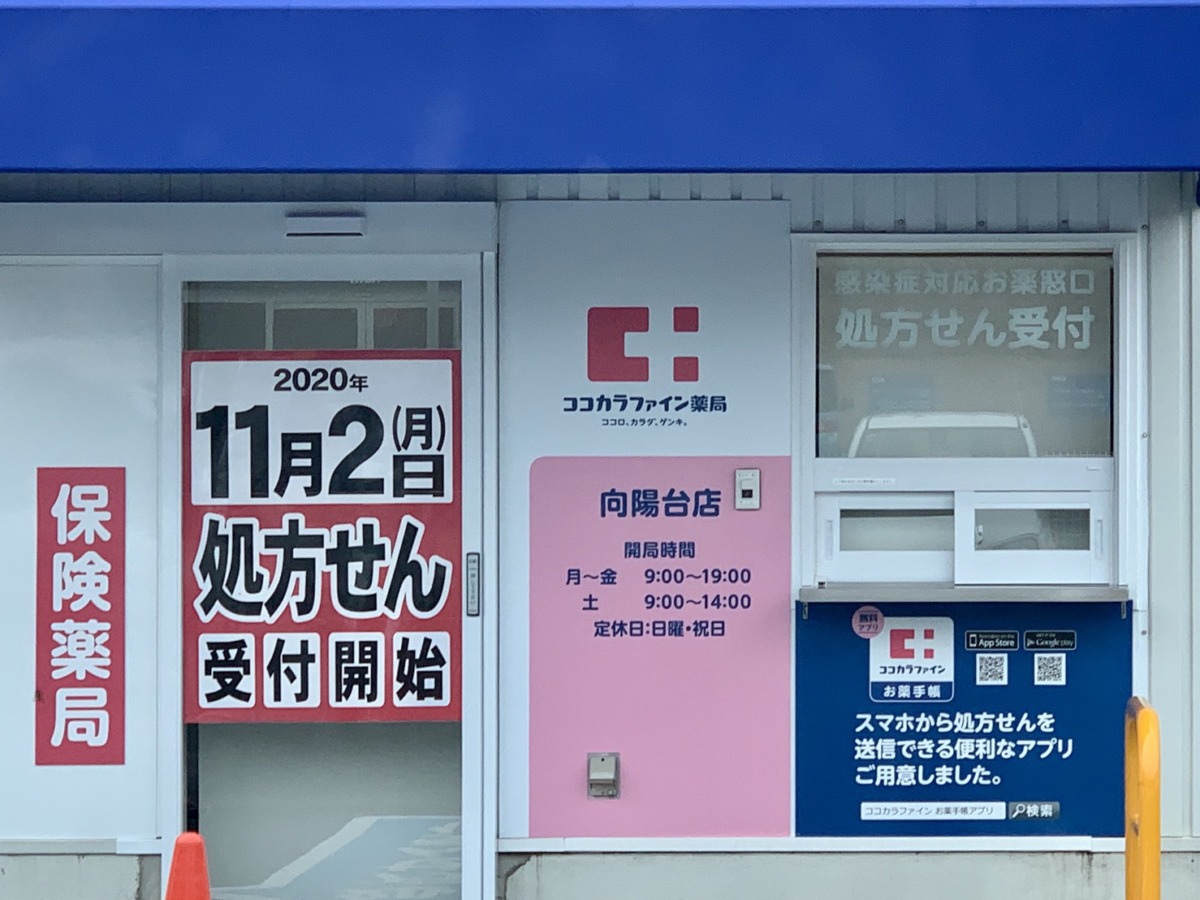 保険薬局
2020年
11月2日(月)
処方せん
受付開始
ココカラファイン薬局
ココロ、カラダ、ゲンキ。
向陽台店
開局時間
月〜金 9:00〜19:00
土 9:00〜14:00
定休日:日曜・祝日
感染症対応お薬窓口
処方せん受付
無料
アプリ
ココカラファイン
お薬手帳
App Store
Google play
スマホから処方せんを
送信できる便利なアプリ
ご用意しました。
ココカラファイン お薬手帳アプリ 検索